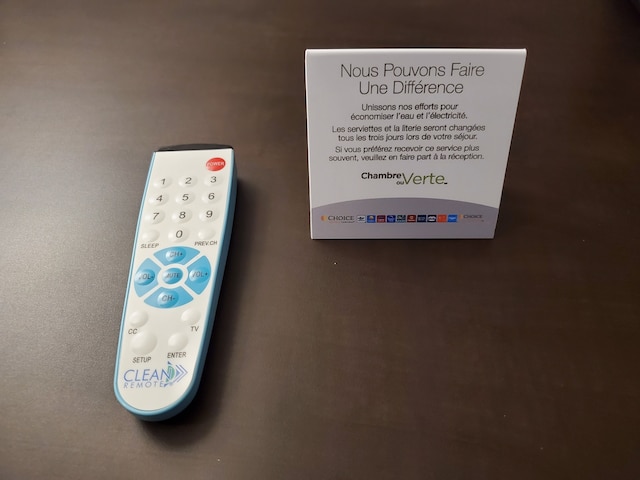 Nous Pouvons Faire
Une Différence
Unissons nos efforts pour
économiser l'eau et l'électricité.
Les serviettes et la literie seront changées
tous les trois jours lors de votre séjour.
Si vous préférez recevoir ce service plus
souvent, veuillez en faire part à la réception.
Chambre
ou Verte
CHOICE
CHOICE
POWER
1 2 3
4 5 6
7 8 9
0
SLEEP PREV.CH
CH+
VOL- MUTE VOL+
CH-
CC TV
SETUP ENTER
CLEAN
REMOTE